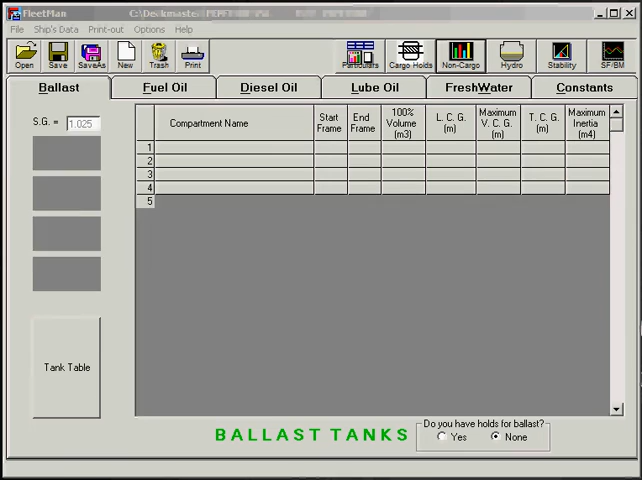 FleetMan C:\Deckmaster
File Ship's Data Print-out Options Help
Open Save SaveAs New Trash Print Particulars Cargo Holds Non-Cargo Hydro Stability SF/BM
Ballast Fuel Oil Diesel Oil Lube Oil FreshWater Constants
S.G. = 1.025
Compartment Name
Start Frame
End Frame
100% Volume (m3)
L. C. G. (m)
Maximum V. C. G. (m)
T. C. G. (m)
Maximum Inertia (m4)
1
2
3
4
5
Tank Table
BALLAST TANKS
Do you have holds for ballast?
Yes None